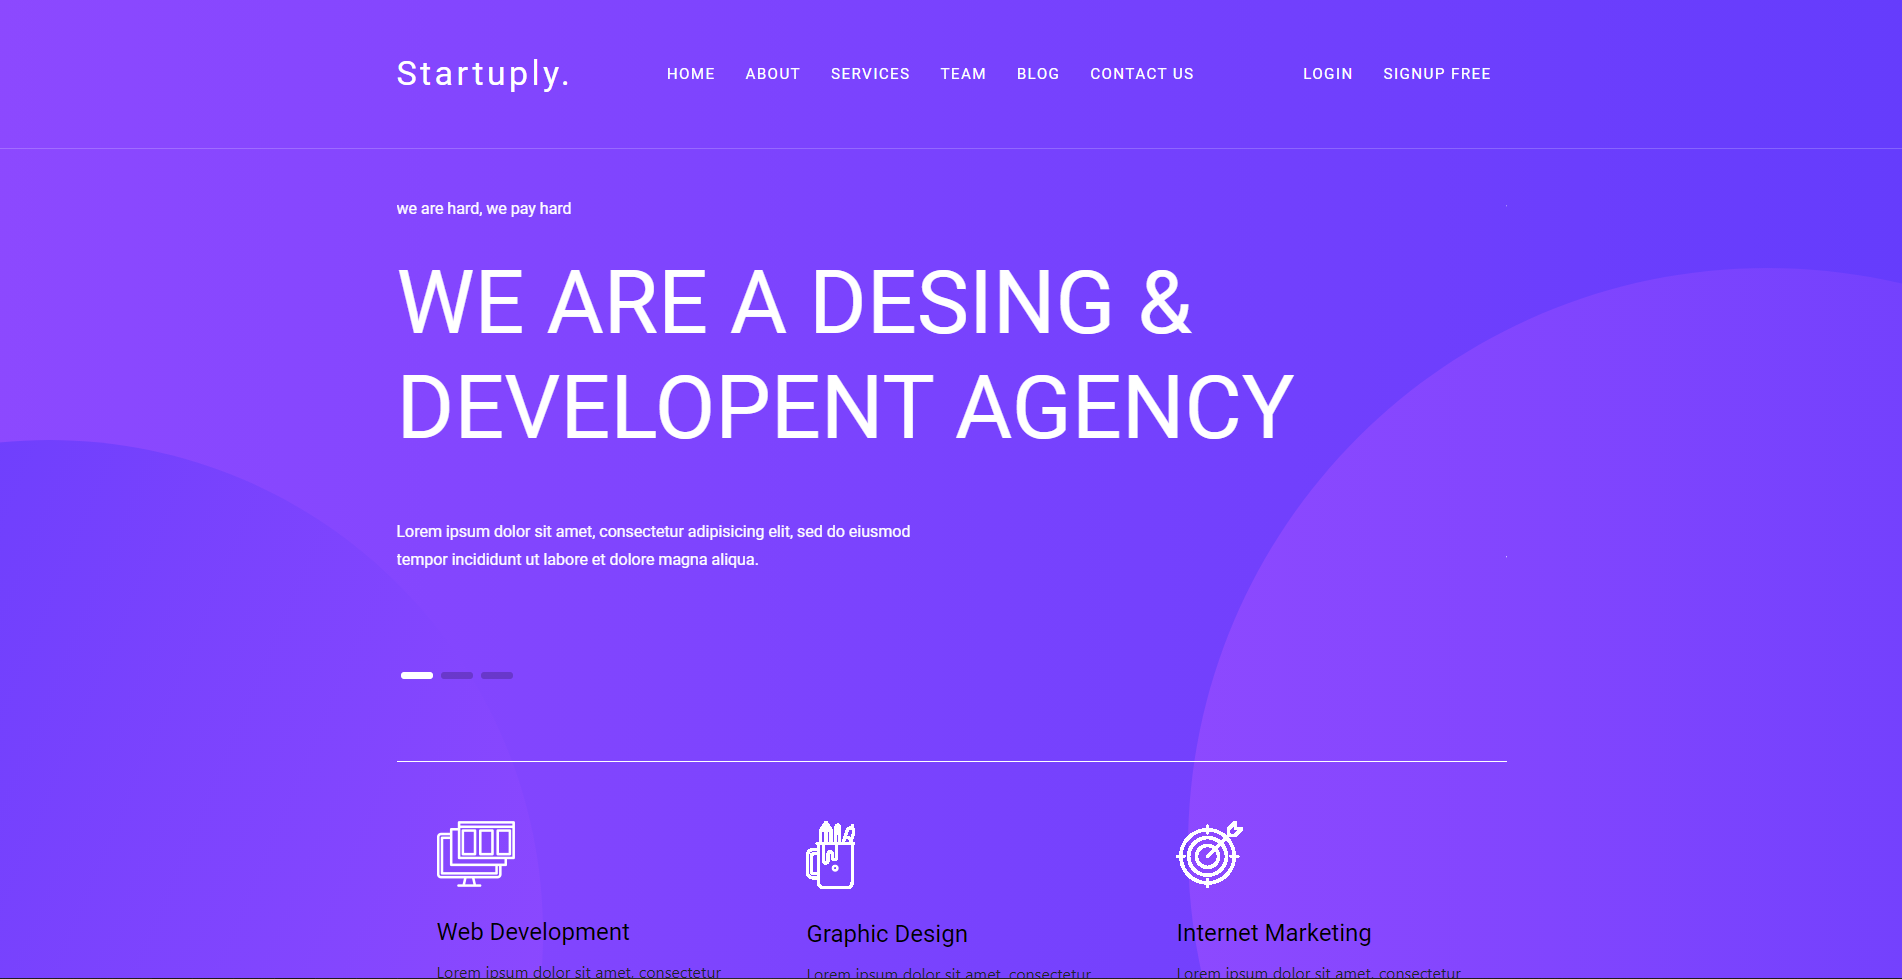 Startuply.
HOME ABOUT SERVICES TEAM BLOG CONTACT US LOGIN SIGNUP FREE
we are hard, we pay hard
WE ARE A DESING &
DEVELOPENT AGENCY
Lorem ipsum dolor sit amet, consectetur adipisicing elit, sed do eiusmod
tempor incididunt ut labore et dolore magna aliqua.
Web Development
Lorem ipsum dolor sit amet, consectetur
Graphic Design
Lorem ipsum dolor sit amet, consectetur
Internet Marketing
Lorem ipsum dolor sit amet, consectetur